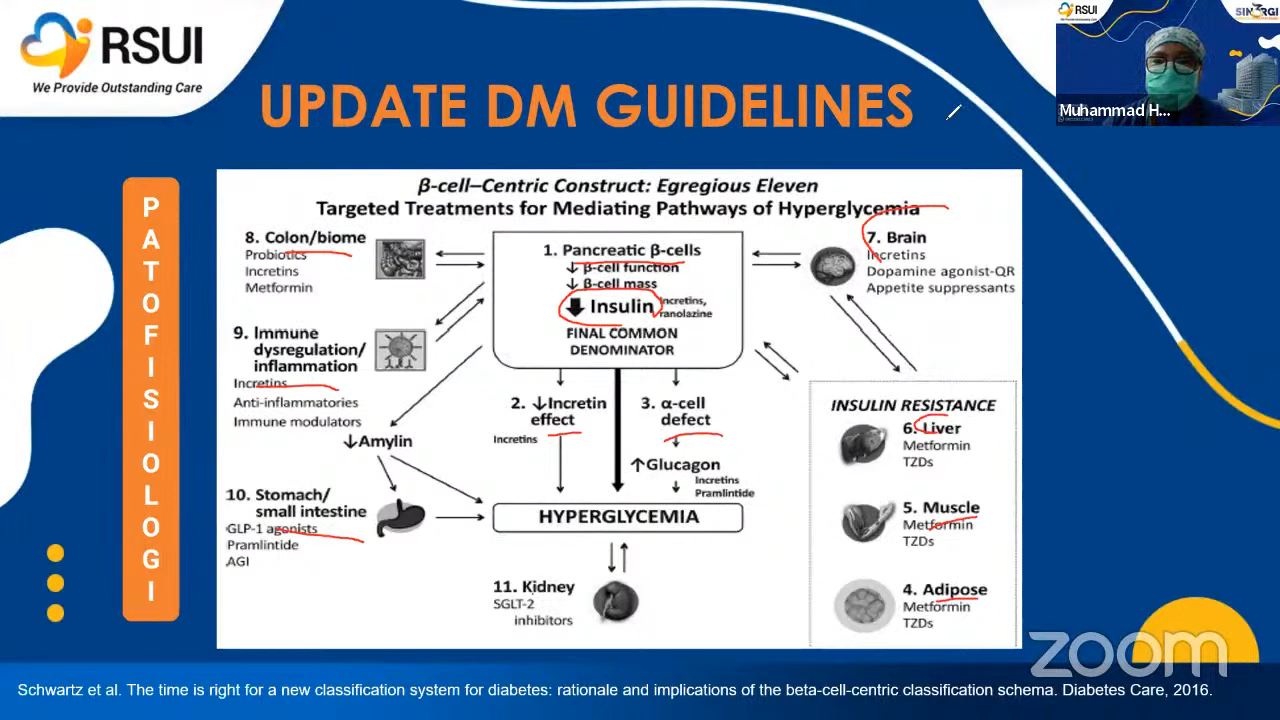 RSUI
We Provide Outstanding Care
UPDATE DM GUIDELINES
RSUI
Muhammad H...
PATOFISIOLOGI
β-cell–Centric Construct: Egregious Eleven
Targeted Treatments for Mediating Pathways of Hyperglycemia
8. Colon/biome
Probiotics
Incretins
Metformin
1. Pancreatic β-cells
↓ β-cell function
↓ β-cell mass
↓ Insulin
Incretins,
ranolazine
FINAL COMMON
DENOMINATOR
7. Brain
Incretins
Dopamine agonist-QR
Appetite suppressants
9. Immune
dysregulation/
inflammation
Incretins
Anti-inflammatories
Immune modulators
↓Amylin
2. ↓Incretin
effect
Incretins
3. α-cell
defect
↑Glucagon
Incretins
Pramlintide
INSULIN RESISTANCE
6. Liver
Metformin
TZDs
5. Muscle
Metformin
TZDs
4. Adipose
Metformin
TZDs
10. Stomach/
small intestine
GLP-1 agonists
Pramlintide
AGI
HYPERGLYCEMIA
11. Kidney
SGLT-2
inhibitors
zoom
Schwartz et al. The time is right for a new classification system for diabetes: rationale and implications of the beta-cell-centric classification schema. Diabetes Care, 2016.